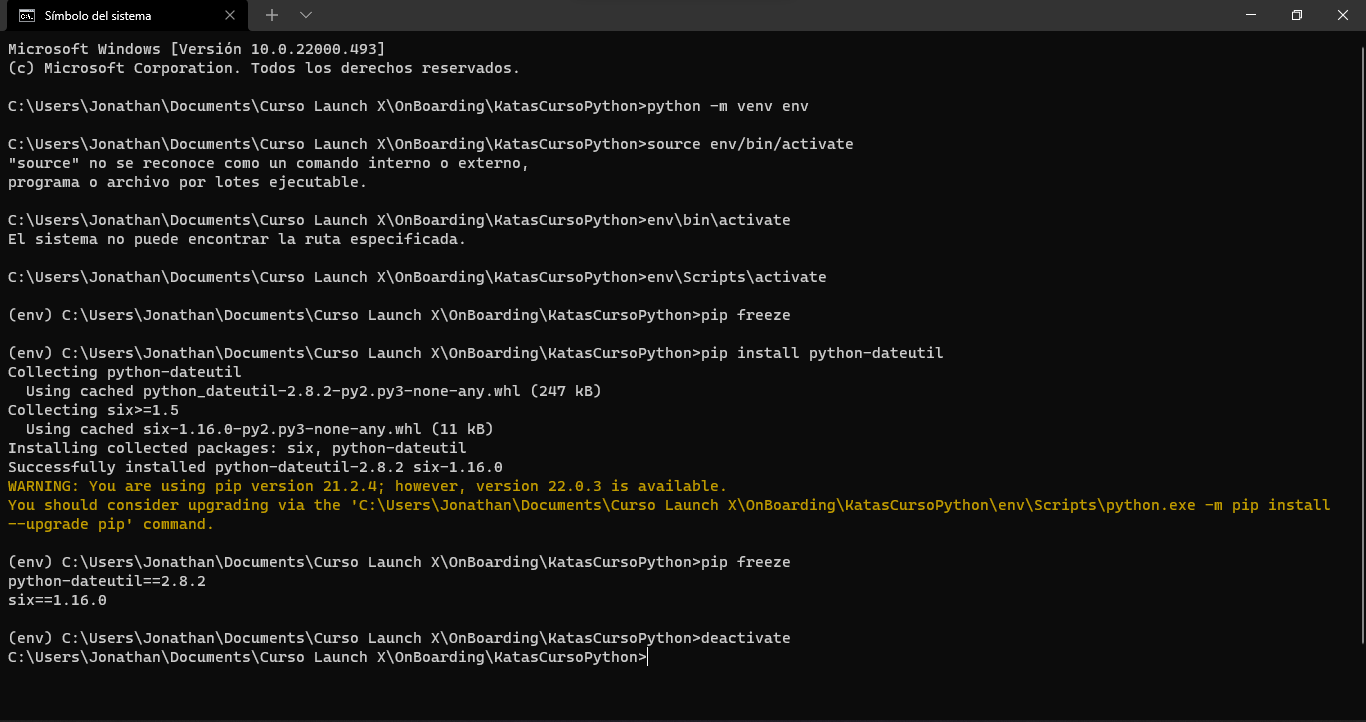 Símbolo del sistema
Microsoft Windows [Versión 10.0.22000.493]
(c) Microsoft Corporation. Todos los derechos reservados.
C:\Users\Jonathan\Documents\Curso Launch X\OnBoarding\KatasCursoPython>python -m venv env
C:\Users\Jonathan\Documents\Curso Launch X\OnBoarding\KatasCursoPython>source env/bin/activate
"source" no se reconoce como un comando interno o externo,
programa o archivo por lotes ejecutable.
C:\Users\Jonathan\Documents\Curso Launch X\OnBoarding\KatasCursoPython>env\bin\activate
El sistema no puede encontrar la ruta especificada.
C:\Users\Jonathan\Documents\Curso Launch X\OnBoarding\KatasCursoPython>env\Scripts\activate
(env) C:\Users\Jonathan\Documents\Curso Launch X\OnBoarding\KatasCursoPython>pip freeze
(env) C:\Users\Jonathan\Documents\Curso Launch X\OnBoarding\KatasCursoPython>pip install python-dateutil
Collecting python-dateutil
  Using cached python_dateutil-2.8.2-py2.py3-none-any.whl (247 kB)
Collecting six>=1.5
  Using cached six-1.16.0-py2.py3-none-any.whl (11 kB)
Installing collected packages: six, python-dateutil
Successfully installed python-dateutil-2.8.2 six-1.16.0
WARNING: You are using pip version 21.2.4; however, version 22.0.3 is available.
You should consider upgrading via the 'C:\Users\Jonathan\Documents\Curso Launch X\OnBoarding\KatasCursoPython\env\Scripts\python.exe -m pip install
--upgrade pip' command.
(env) C:\Users\Jonathan\Documents\Curso Launch X\OnBoarding\KatasCursoPython>pip freeze
python-dateutil==2.8.2
six==1.16.0
(env) C:\Users\Jonathan\Documents\Curso Launch X\OnBoarding\KatasCursoPython>deactivate
C:\Users\Jonathan\Documents\Curso Launch X\OnBoarding\KatasCursoPython>